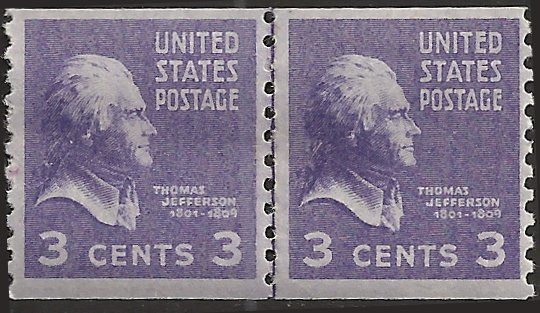 UNITED
STATES
POSTAGE
THOMAS
JEFFERSON
1801-1809
3 CENTS 3
UNITED
STATES
POSTAGE
THOMAS
JEFFERSON
1801-1809
3 CENTS 3